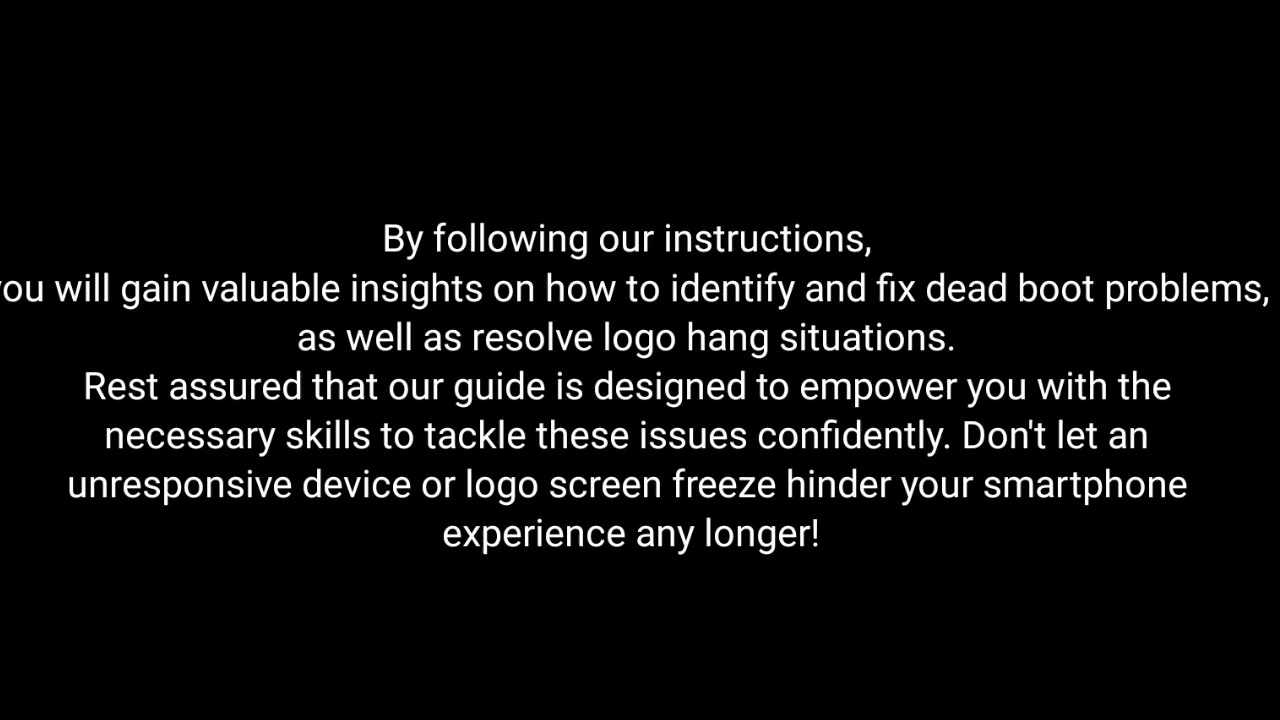 By following our instructions,
you will gain valuable insights on how to identify and fix dead boot problems,
as well as resolve logo hang situations.
Rest assured that our guide is designed to empower you with the
necessary skills to tackle these issues confidently. Don't let an
unresponsive device or logo screen freeze hinder your smartphone
experience any longer!